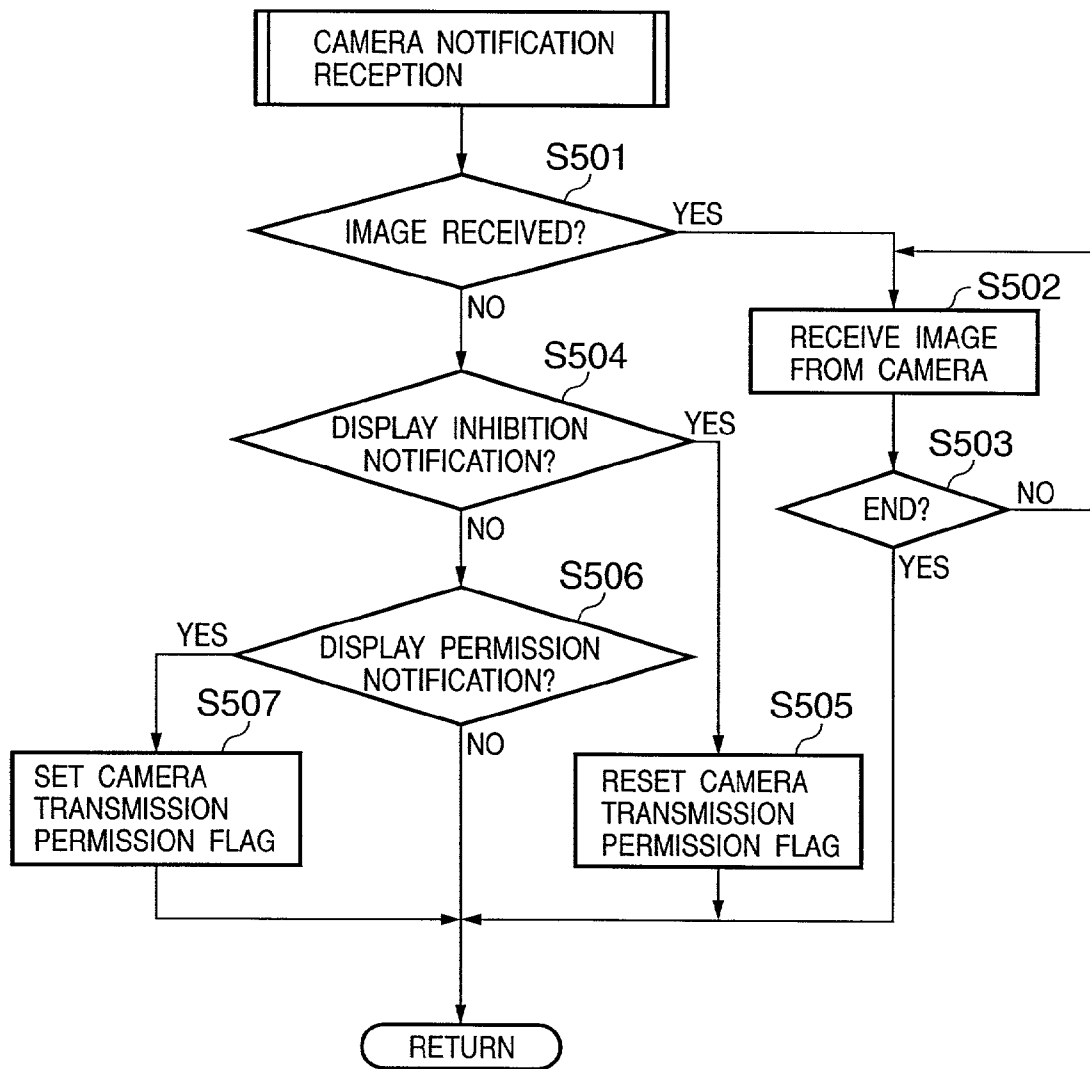 CAMERA NOTIFICATION
RECEPTION
S501
IMAGE RECEIVED?
YES
NO
S502
RECEIVE IMAGE
FROM CAMERA
S504
DISPLAY INHIBITION
NOTIFICATION?
YES
NO
S503
END?
NO
YES
S506
DISPLAY PERMISSION
NOTIFICATION?
YES
NO
S507
SET CAMERA
TRANSMISSION
PERMISSION FLAG
S505
RESET CAMERA
TRANSMISSION
PERMISSION FLAG
RETURN